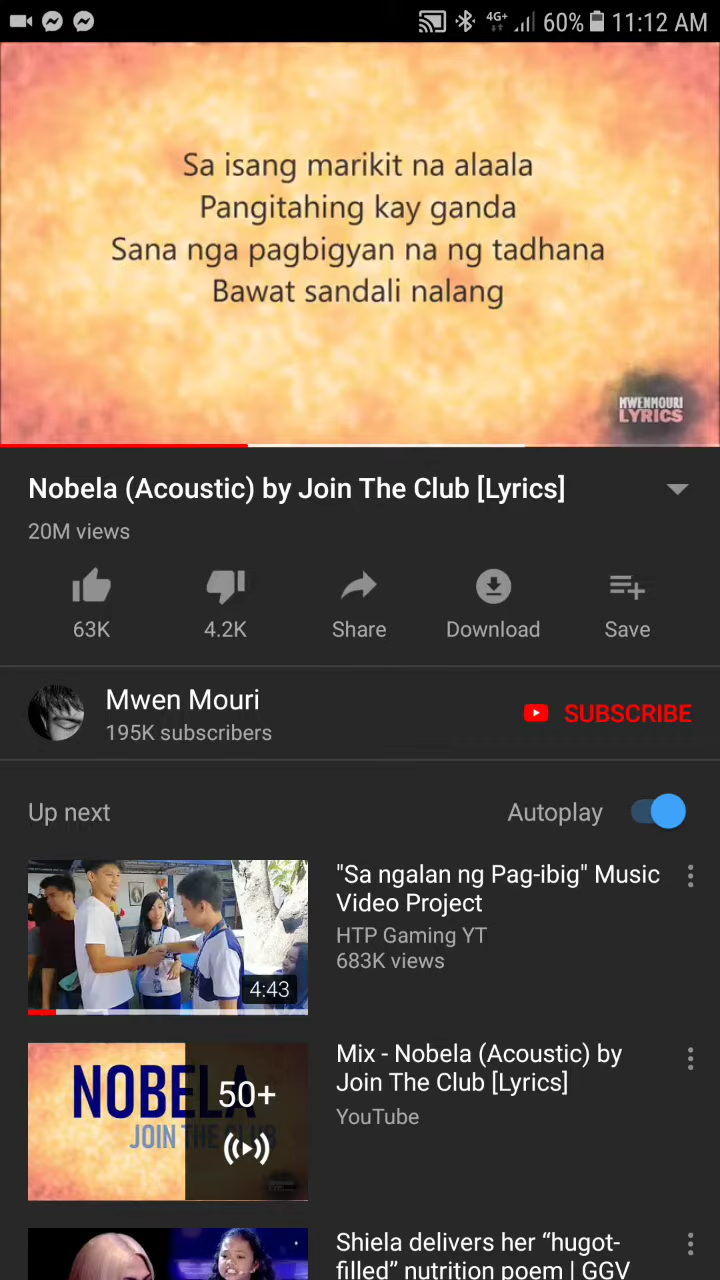 4G+ 60% 11:12 AM
Sa isang marikit na alaala
Pangitahing kay ganda
Sana nga pagbigyan na ng tadhana
Bawat sandali nalang
MWENMOURI
LYRICS
Nobela (Acoustic) by Join The Club [Lyrics]
20M views
63K 4.2K Share Download Save
Mwen Mouri
195K subscribers
SUBSCRIBE
Up next Autoplay
"Sa ngalan ng Pag-ibig" Music
Video Project
HTP Gaming YT
683K views
4:43
NOBELA
JOIN THE CLUB
50+
Mix - Nobela (Acoustic) by
Join The Club [Lyrics]
YouTube
Shiela delivers her “hugot-
filled” nutrition poem | GGV